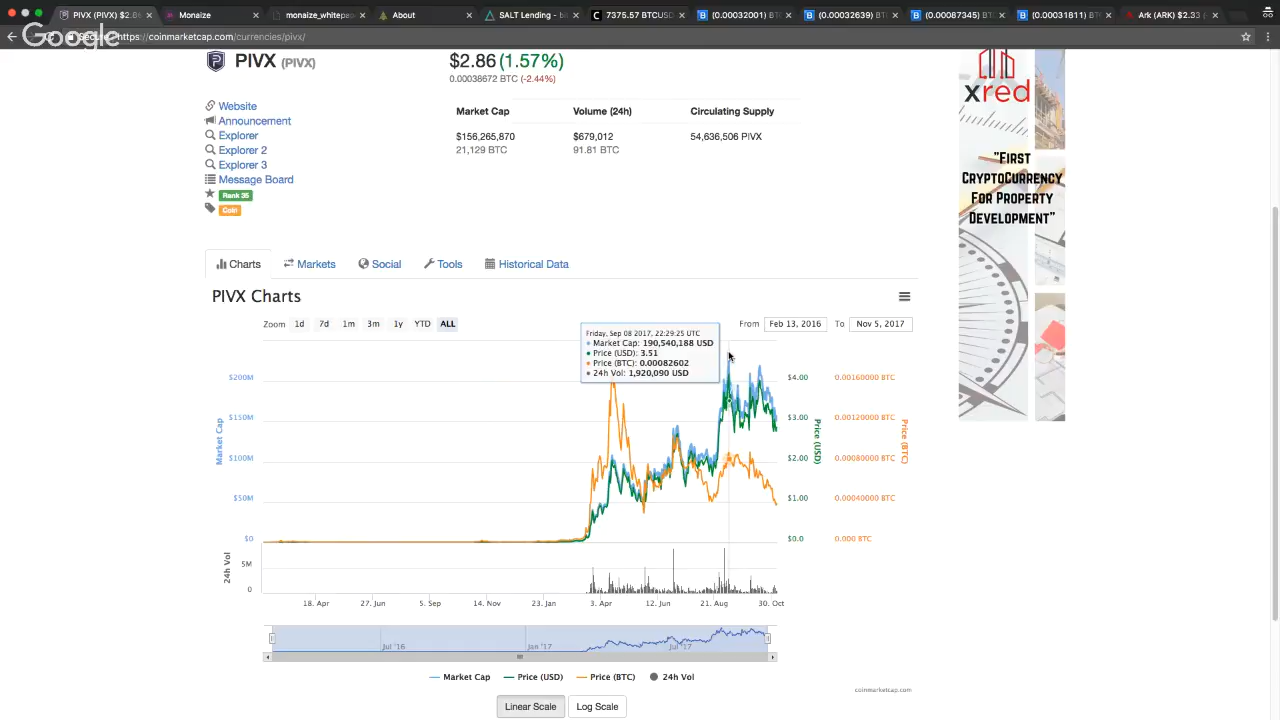 PIVX (PIVX) $2.86
Monaize
monaize_whitepape
About
SALT Lending - bl
7375.57 BTCUSD
(0.00032001)
(0.00032639)
(0.00087345)
(0.00031811)
Ark (ARK) $2.33
Google
https://coinmarketcap.com/currencies/pivx/
PIVX (PIVX)
$2.86 (1.57%)
0.00038672 BTC (-2.44%)
Website
Announcement
Explorer
Explorer 2
Explorer 3
Message Board
Rank 35
Coin
Market Cap Volume (24h) Circulating Supply
$156,265,870 $679,012 54,636,506 PIVX
21,129 BTC 91.81 BTC
xred
"FIRST
CRYPTOCURRENCY
FOR PROPERTY
DEVELOPMENT"
Charts Markets Social Tools Historical Data
PIVX Charts
Zoom 1d 7d 1m 3m 1y YTD ALL
From Feb 13, 2016 To Nov 5, 2017
Friday, Sep 08 2017, 22:29:25 UTC
Market Cap: 190,540,188 USD
Price (USD): 3.51
Price (BTC): 0.00082602
24h Vol: 1,920,090 USD
$200M $4.00 0.00160000 BTC
$150M $3.00 0.00120000 BTC
$100M $2.00 0.00080000 BTC
$50M $1.00 0.00040000 BTC
$0 $0.0 0.000 BTC
Market Cap
Price (USD)
Price (BTC)
24h Vol
5M
0
18. Apr 27. Jun 5. Sep 14. Nov 23. Jan 3. Apr 12. Jun 21. Aug 30. Oct
Jul '16 Jan '17 Jul '17
Market Cap Price (USD) Price (BTC) 24h Vol
coinmarketcap.com
Linear Scale Log Scale